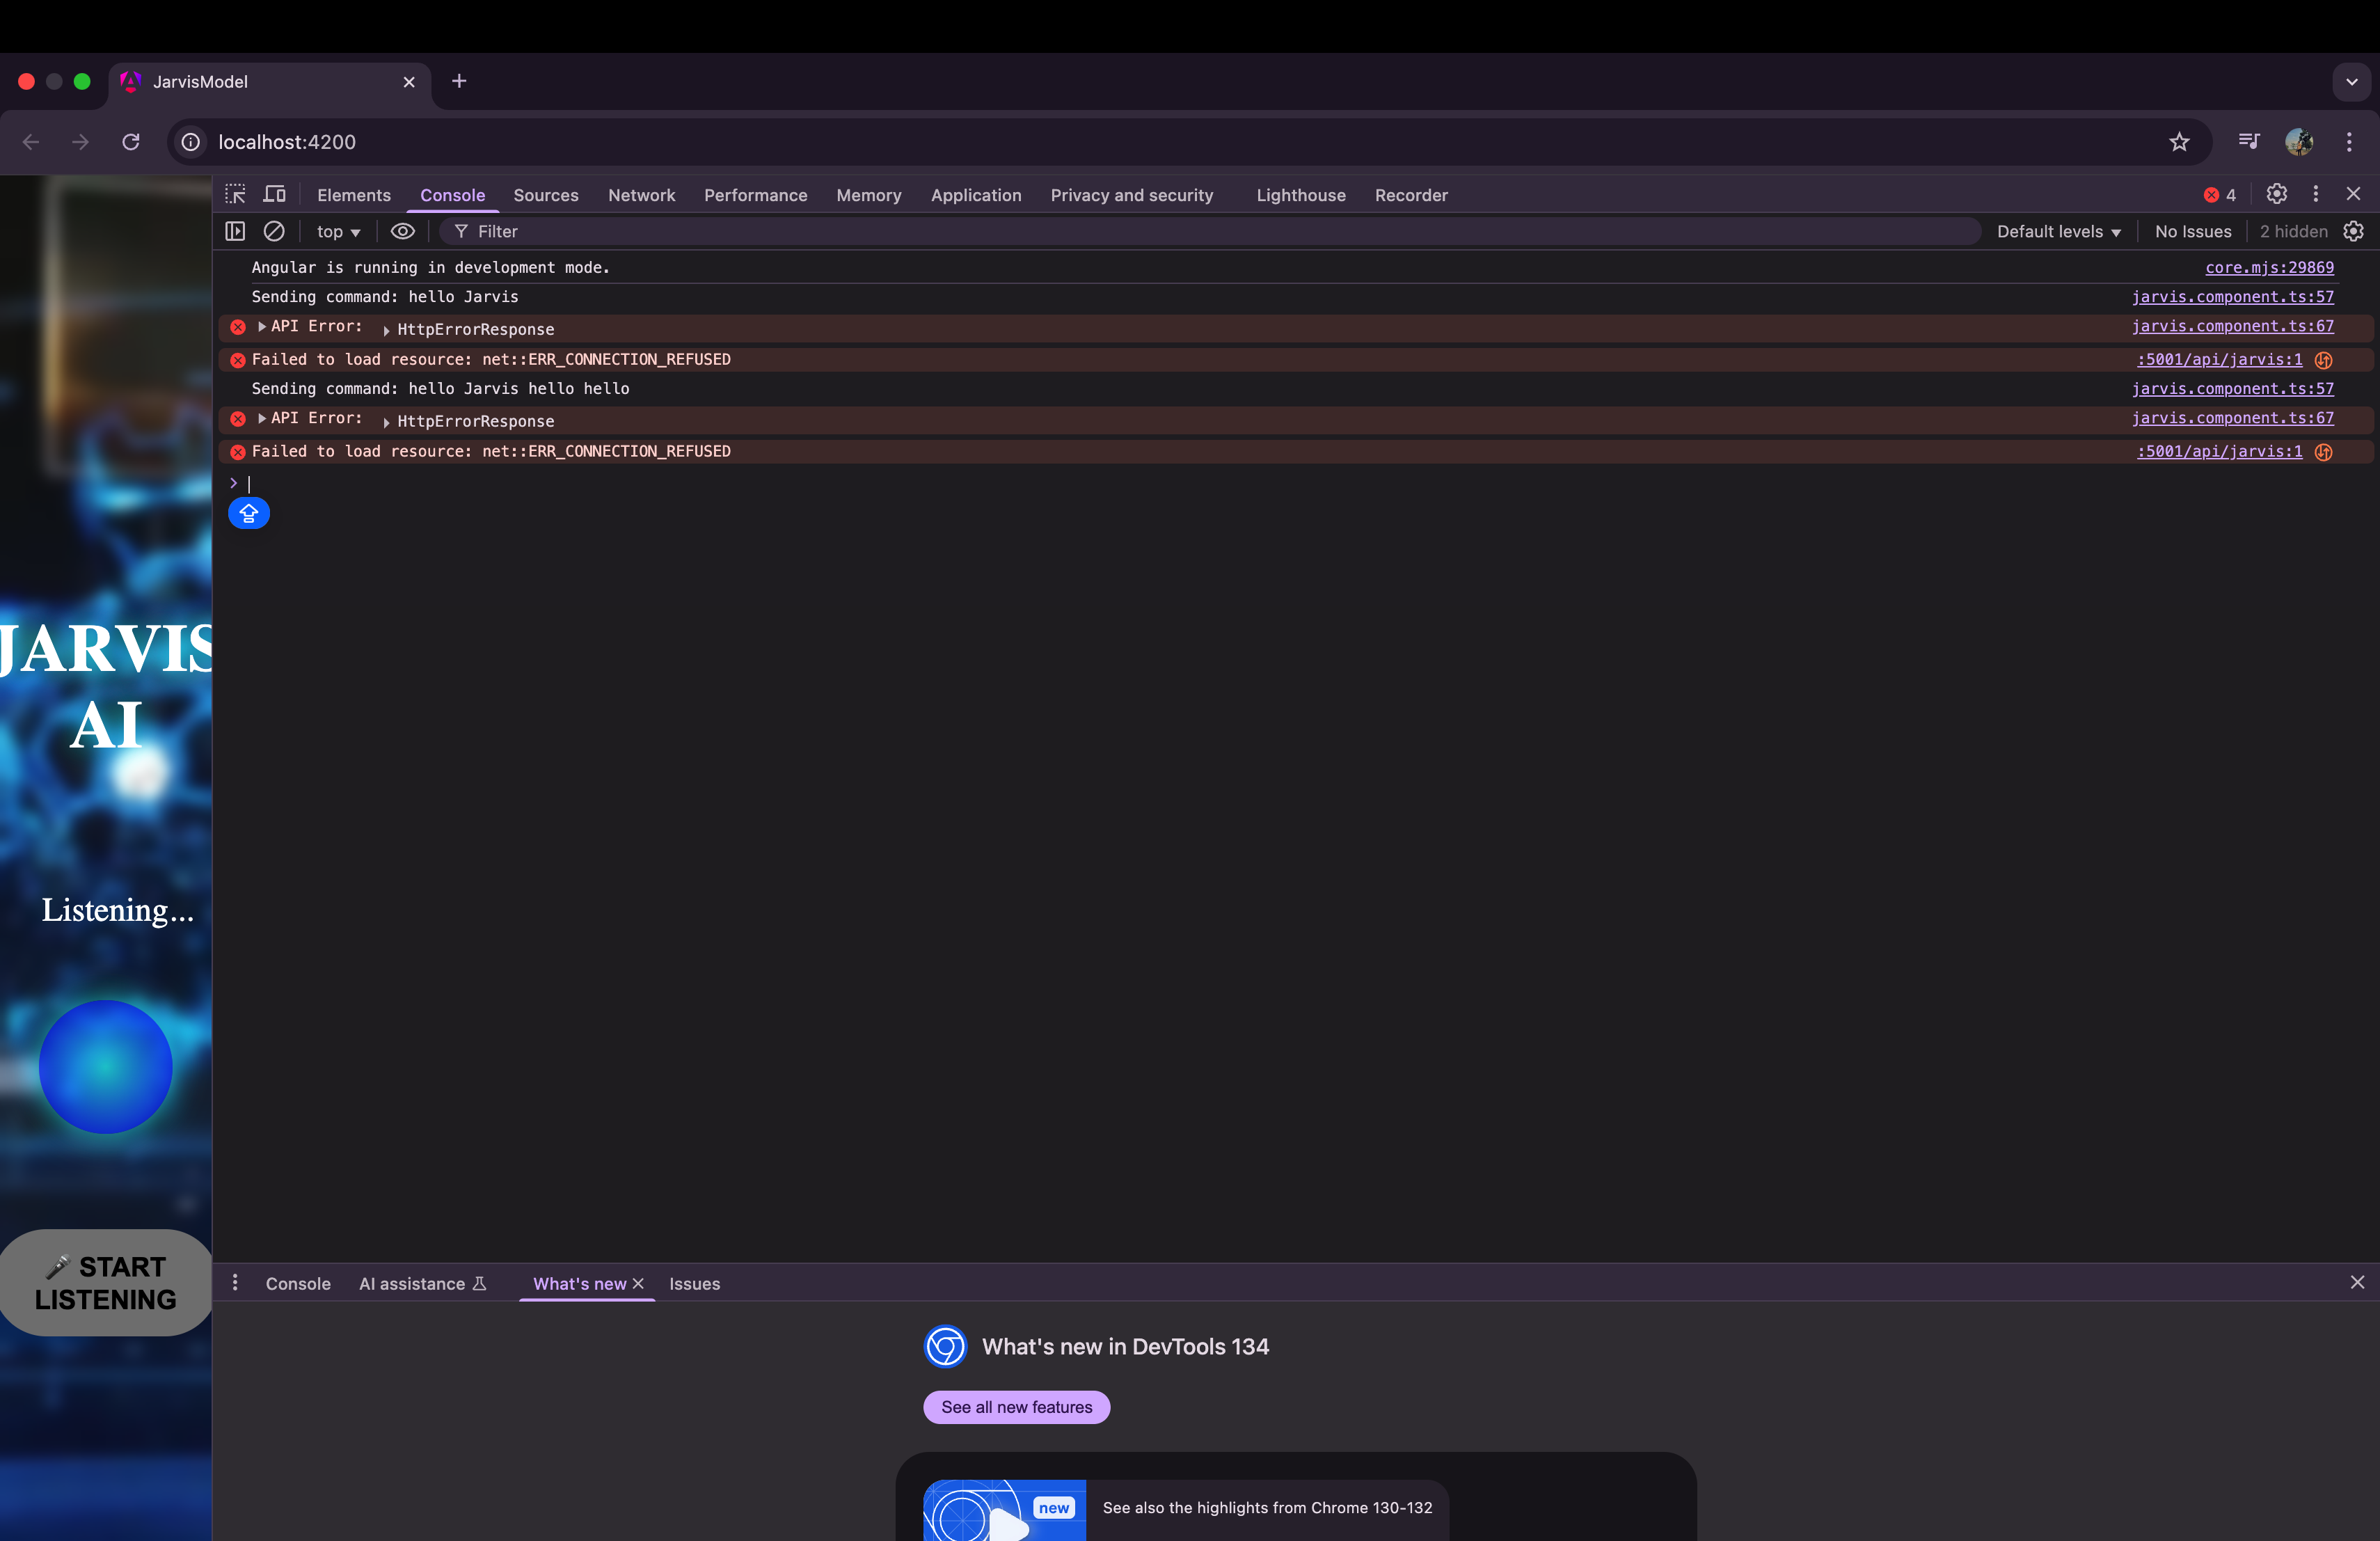 JarvisModel
localhost:4200
Elements Console Sources Network Performance Memory Application Privacy and security Lighthouse Recorder 4
top Filter Default levels No Issues 2 hidden
Angular is running in development mode. core.mjs:29869
Sending command: hello Jarvis jarvis.component.ts:57
API Error: HttpErrorResponse jarvis.component.ts:67
Failed to load resource: net::ERR_CONNECTION_REFUSED :5001/api/jarvis:1
Sending command: hello Jarvis hello hello jarvis.component.ts:57
API Error: HttpErrorResponse jarvis.component.ts:67
Failed to load resource: net::ERR_CONNECTION_REFUSED :5001/api/jarvis:1
JARVIS
AI
Listening...
START
LISTENING
Console AI assistance What's new Issues
What's new in DevTools 134
See all new features
new See also the highlights from Chrome 130-132